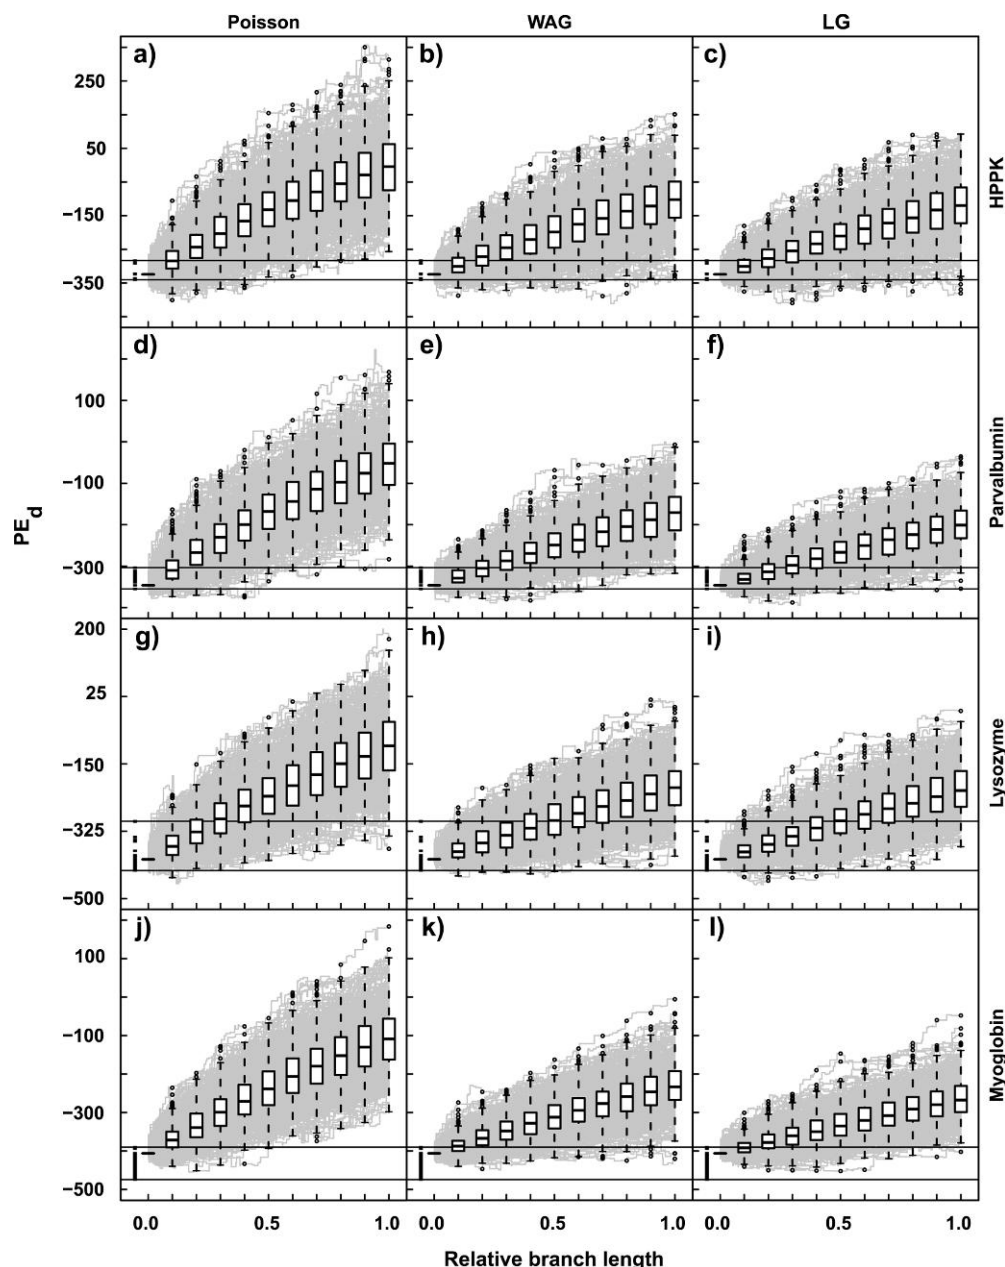 Poisson WAG LG
a) b) c)
250
50
−150
−350
HPPK
d) e) f)
100
−100
−300
Parvalbumin
PEd
g) h) i)
200
25
−150
−325
−500
Lysozyme
j) k) l)
100
−100
−300
−500
Myoglobin
0.0 0.5 1.0 0.0 0.5 1.0 0.0 0.5 1.0
Relative branch length